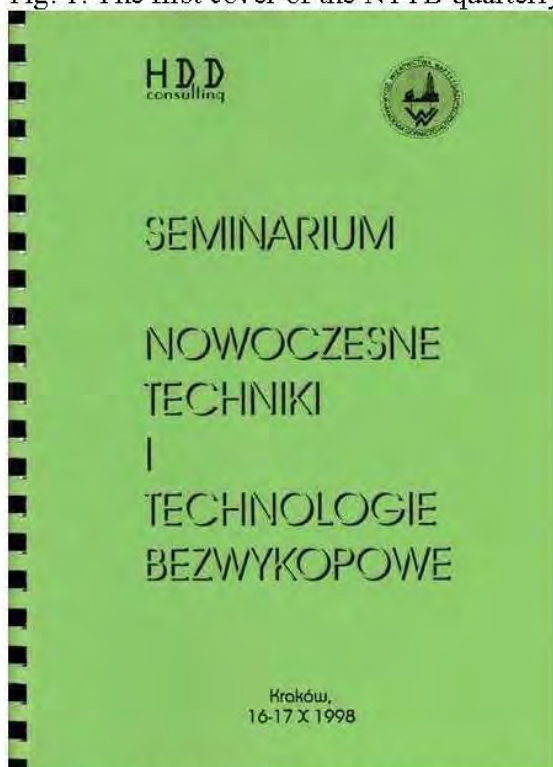 Fig. 1. The first cover of the NTTB quarterly
HDD
consulting
SEMINARIUM
NOWOCZESNE
TECHNIKI
I
TECHNOLOGIE
BEZWYKOPOWE
Kraków,
16-17 X 1998